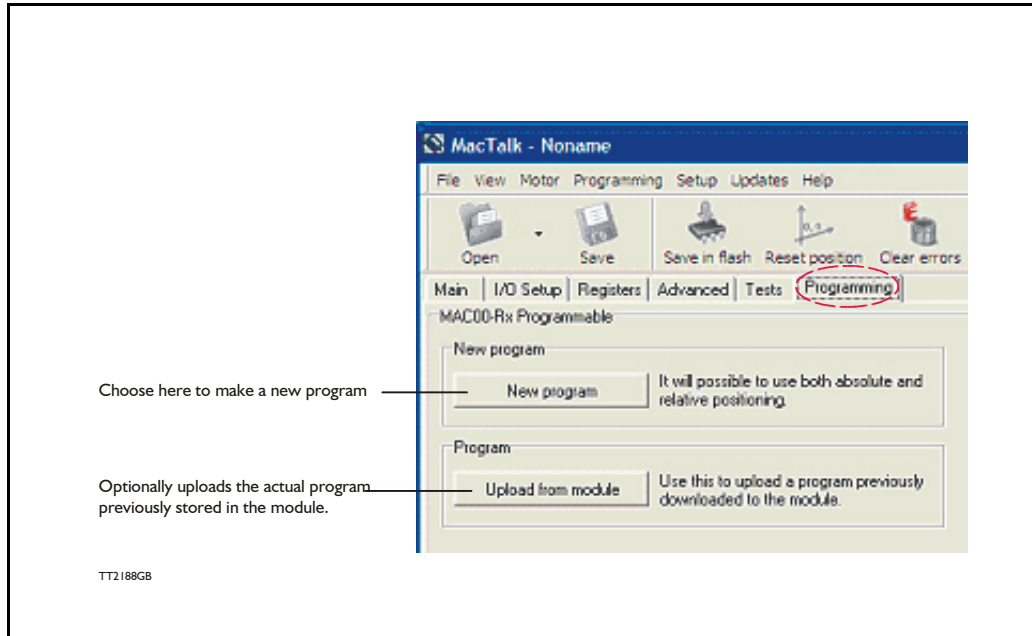 MacTalk - Noname
File View Motor Programming Setup Updates Help
Open Save Save in flash Reset position Clear errors
Main I/O Setup Registers Advanced Tests Programming
MAC00-Rx Programmable
New program
Choose here to make a new program
New program
It will possible to use both absolute and
relative positioning.
Program
Optionally uploads the actual program
previously stored in the module.
Upload from module
Use this to upload a program previously
downloaded to the module.
TT2188GB